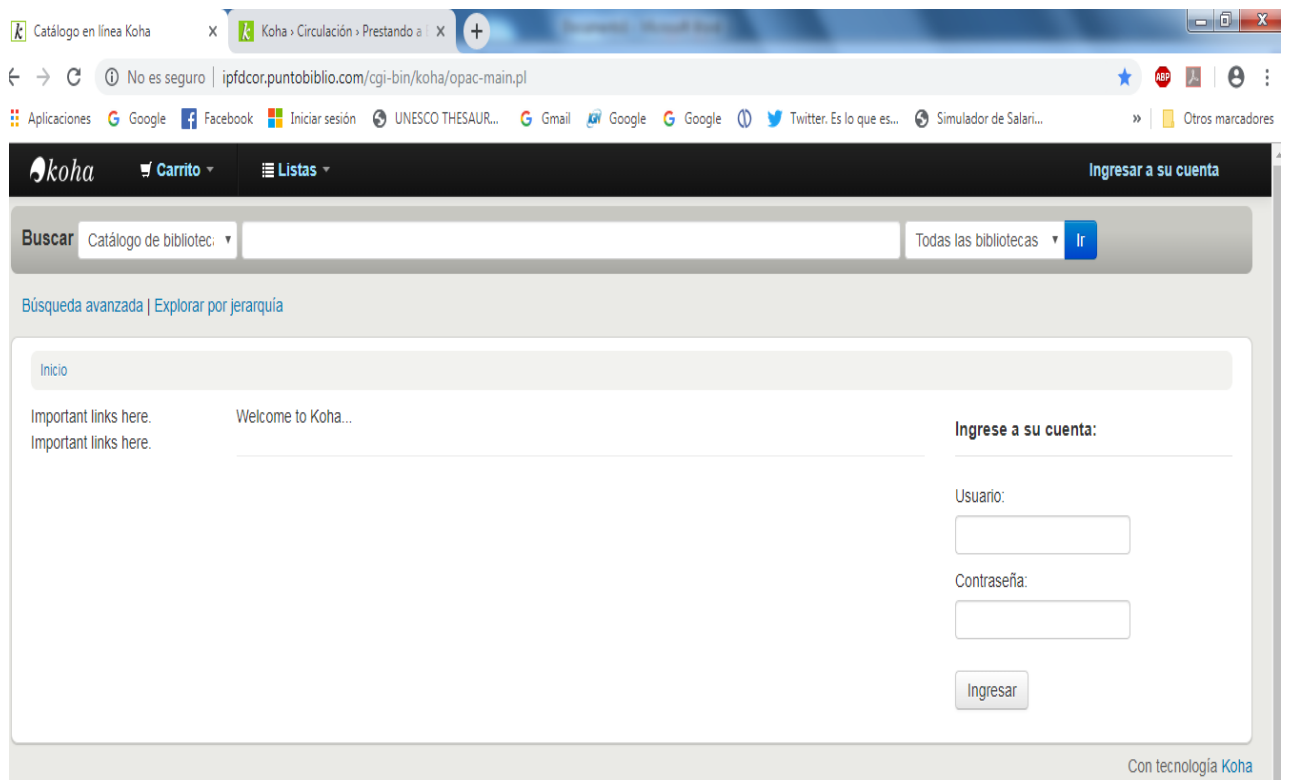 Catálogo en línea Koha
Koha › Circulación › Prestando a
No es seguro | ipfdcor.puntobiblio.com/cgi-bin/koha/opac-main.pl
ABP
Aplicaciones Google Facebook Iniciar sesión UNESCO THESAUR... Gmail Google Google Twitter. Es lo que es... Simulador de Salari... » Otros marcadores
koha Carrito Listas Ingresar a su cuenta
Buscar Catálogo de bibliotec Todas las bibliotecas Ir
Búsqueda avanzada | Explorar por jerarquía
Inicio
Important links here.
Important links here.
Welcome to Koha...
Ingrese a su cuenta:
Usuario:
Contraseña:
Ingresar
Con tecnología Koha